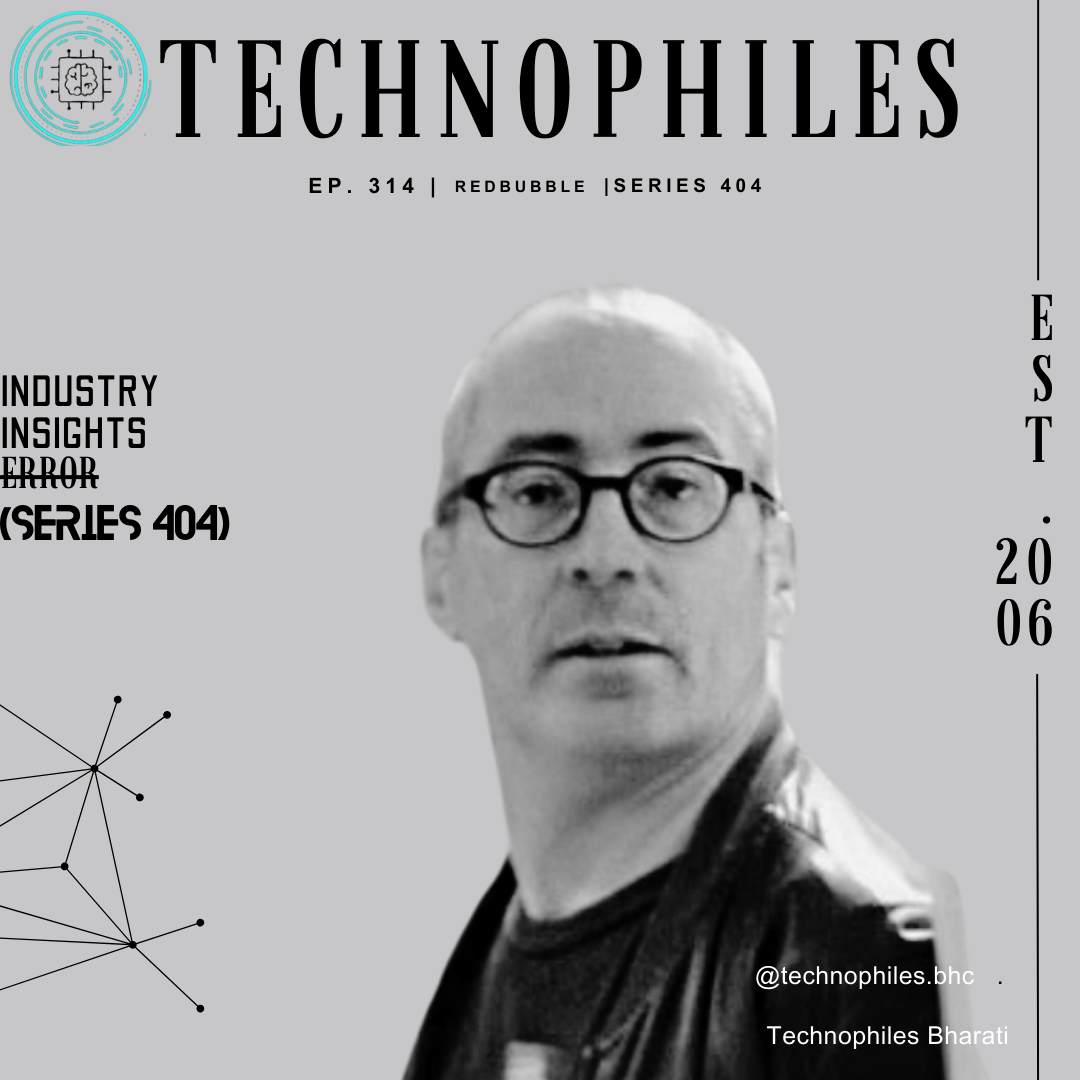 TECHNOPHILES
EP. 314 | REDBUBBLE |SERIES 404
INDUSTRY
INSIGHTS
ERROR
(SERIES 404)
E
S
T
.
20
06
@technophiles.bhc .
Technophiles Bharati